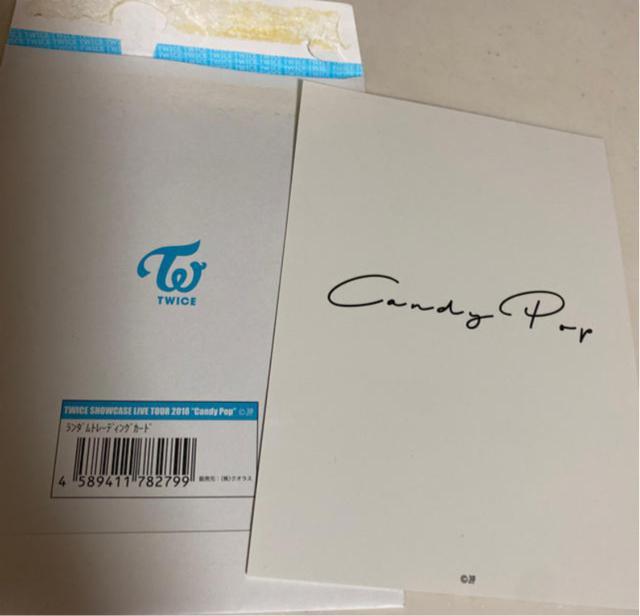 TWICE TWICE TWICE TWICE TWICE TWICE TWICE
TW
TWICE
TWICE SHOWCASE LIVE TOUR 2018 "Candy Pop" ©JYP
ランダムトレーディングカード
4 589411 782799
販売元:(株)クオラス
Candy Pop
©JYP